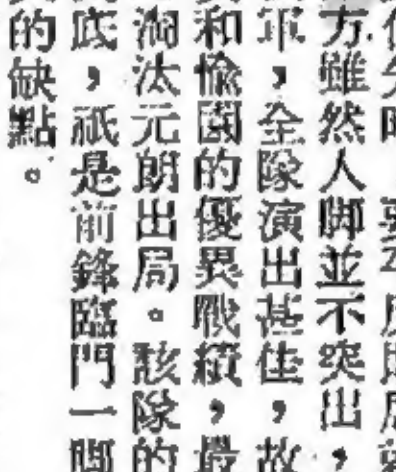 方雖然人脚並不突出，
軍，全隊演出甚佳，故
和愉園的優異戰績，最
淘汰元朗出局。該隊的
底，祇是前鋒臨門一脚
的缺點。